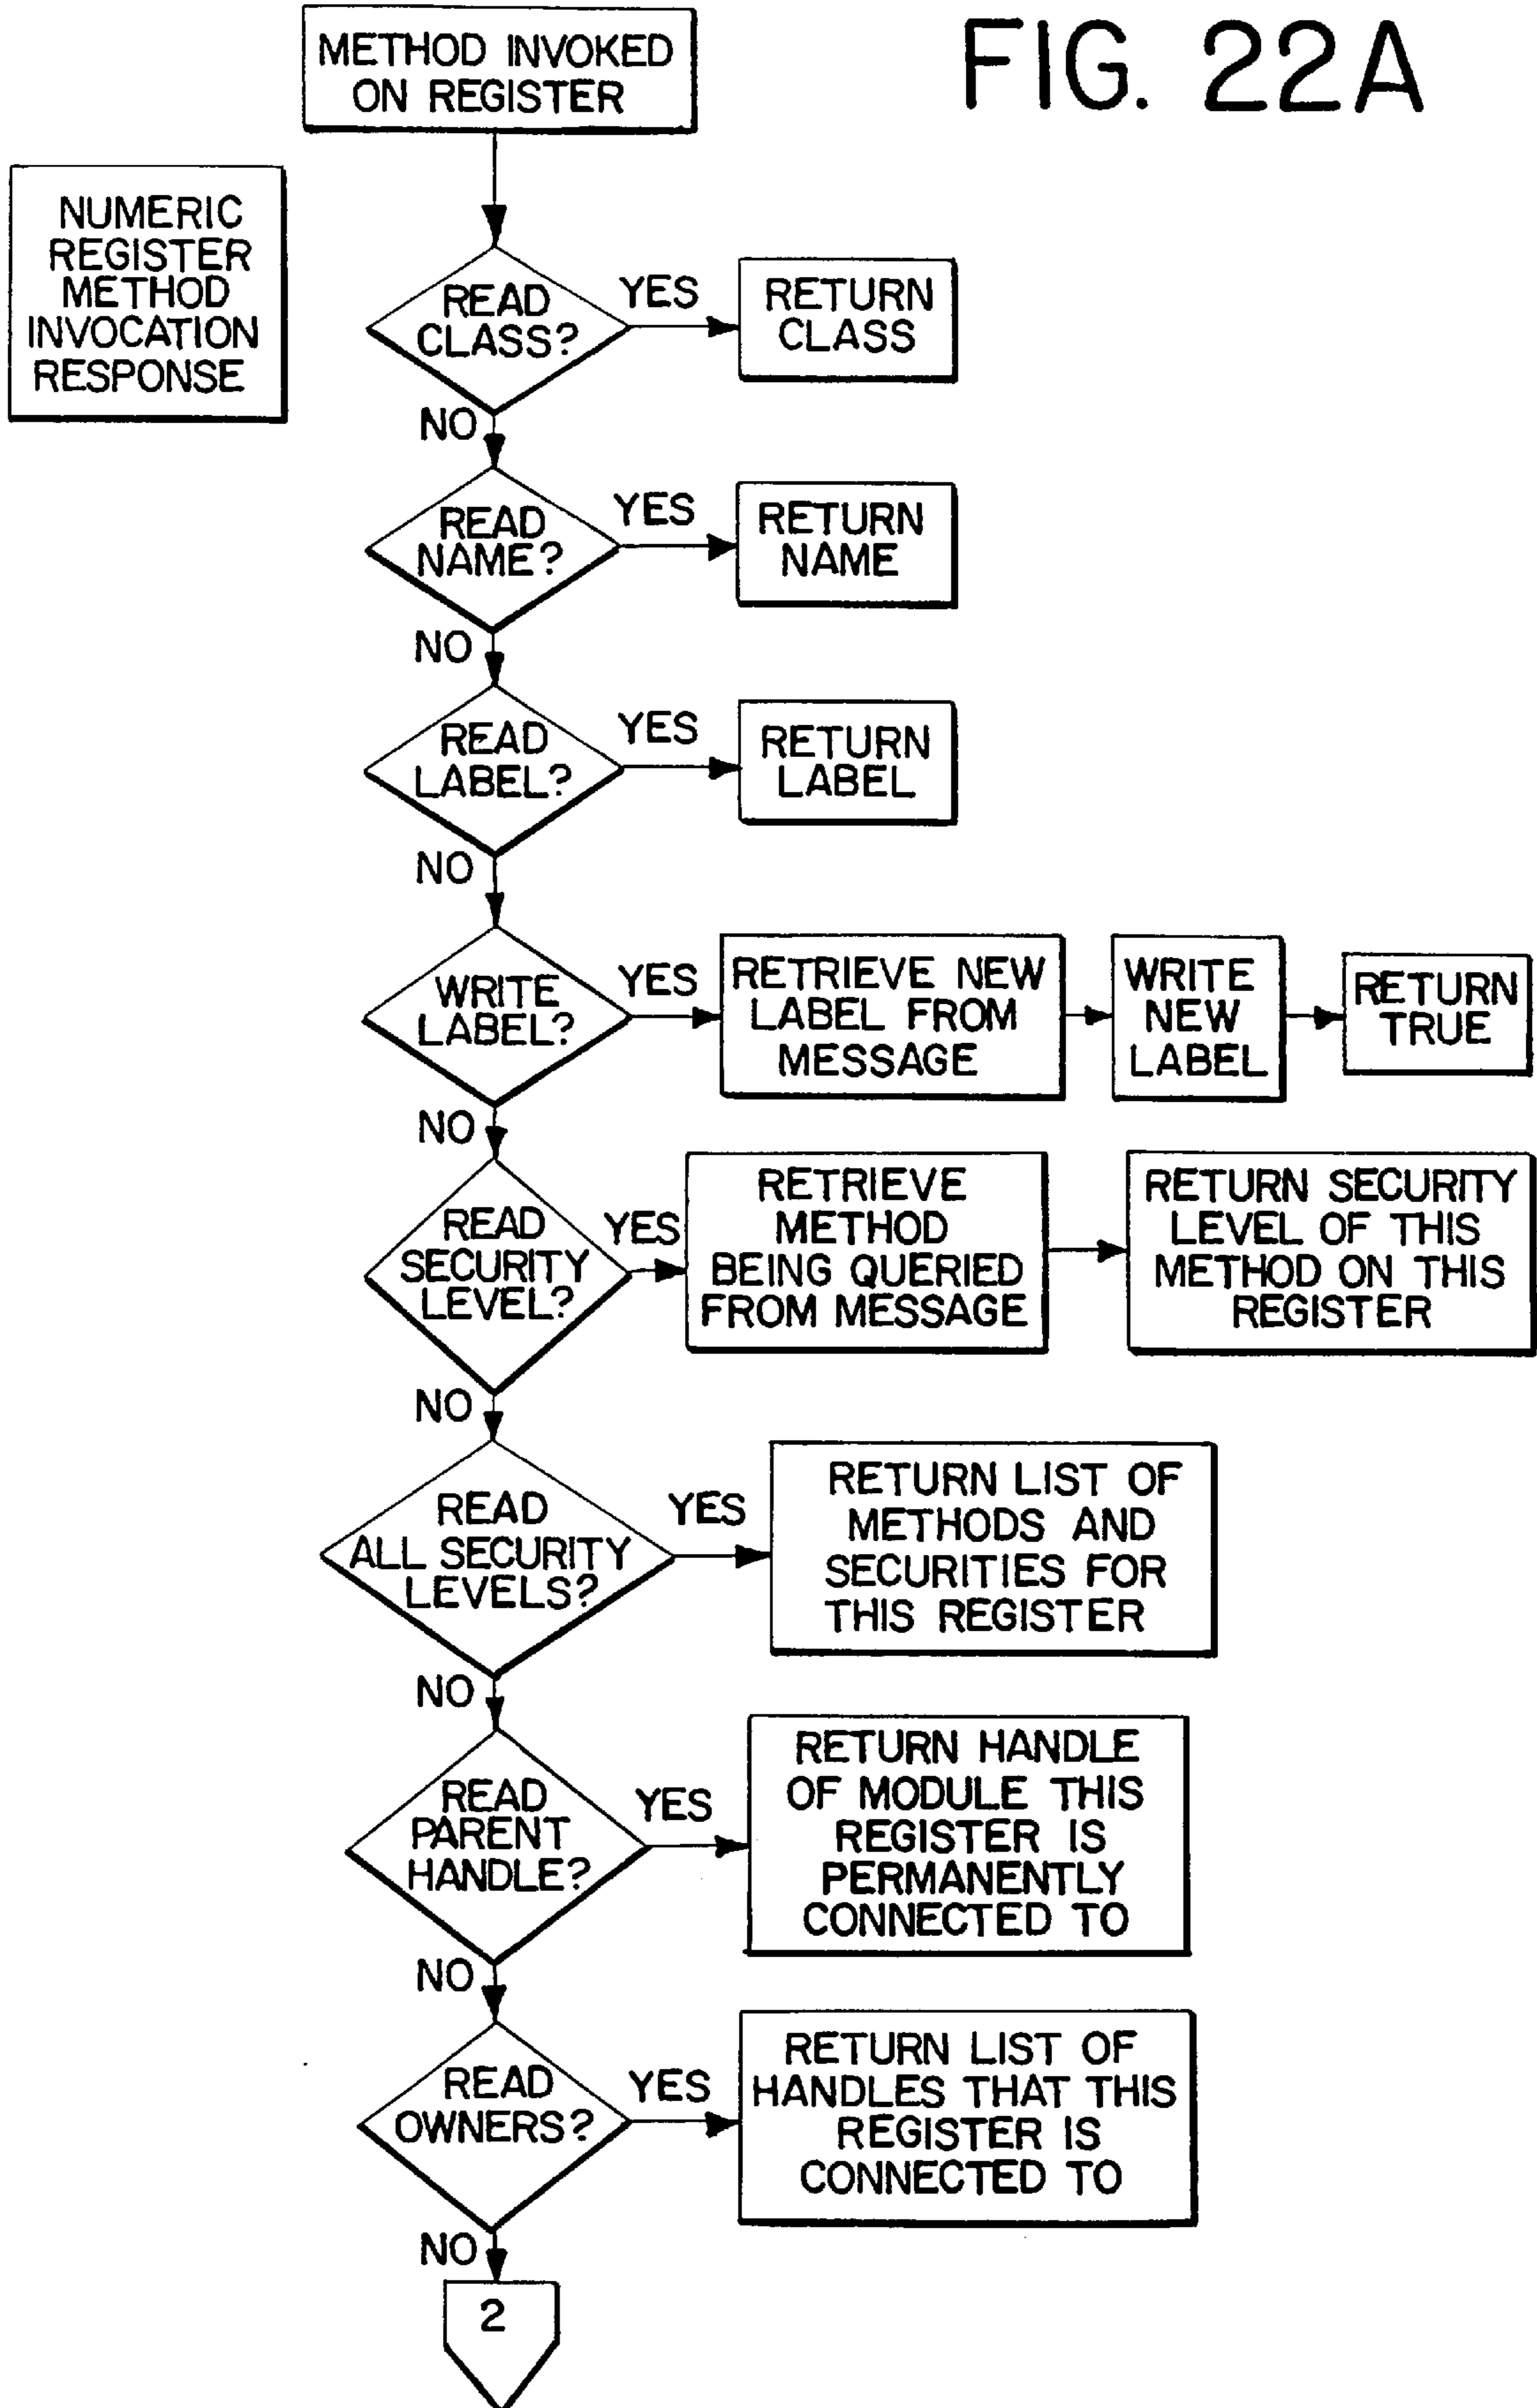 FIG. 22A
METHOD INVOKED
ON REGISTER
NUMERIC
REGISTER
METHOD
INVOCATION
RESPONSE
READ
CLASS?
YES
RETURN
CLASS
NO
READ
NAME?
YES
RETURN
NAME
NO
READ
LABEL?
YES
RETURN
LABEL
NO
WRITE
LABEL?
YES
RETRIEVE NEW
LABEL FROM
MESSAGE
WRITE
NEW
LABEL
RETURN
TRUE
NO
READ
SECURITY
LEVEL?
YES
RETRIEVE
METHOD
BEING QUERIED
FROM MESSAGE
RETURN SECURITY
LEVEL OF THIS
METHOD ON THIS
REGISTER
NO
READ
ALL SECURITY
LEVELS?
YES
RETURN LIST OF
METHODS AND
SECURITIES FOR
THIS REGISTER
NO
READ
PARENT
HANDLE?
YES
RETURN HANDLE
OF MODULE THIS
REGISTER IS
PERMANENTLY
CONNECTED TO
NO
READ
OWNERS?
YES
RETURN LIST OF
HANDLES THAT THIS
REGISTER IS
CONNECTED TO
NO
2